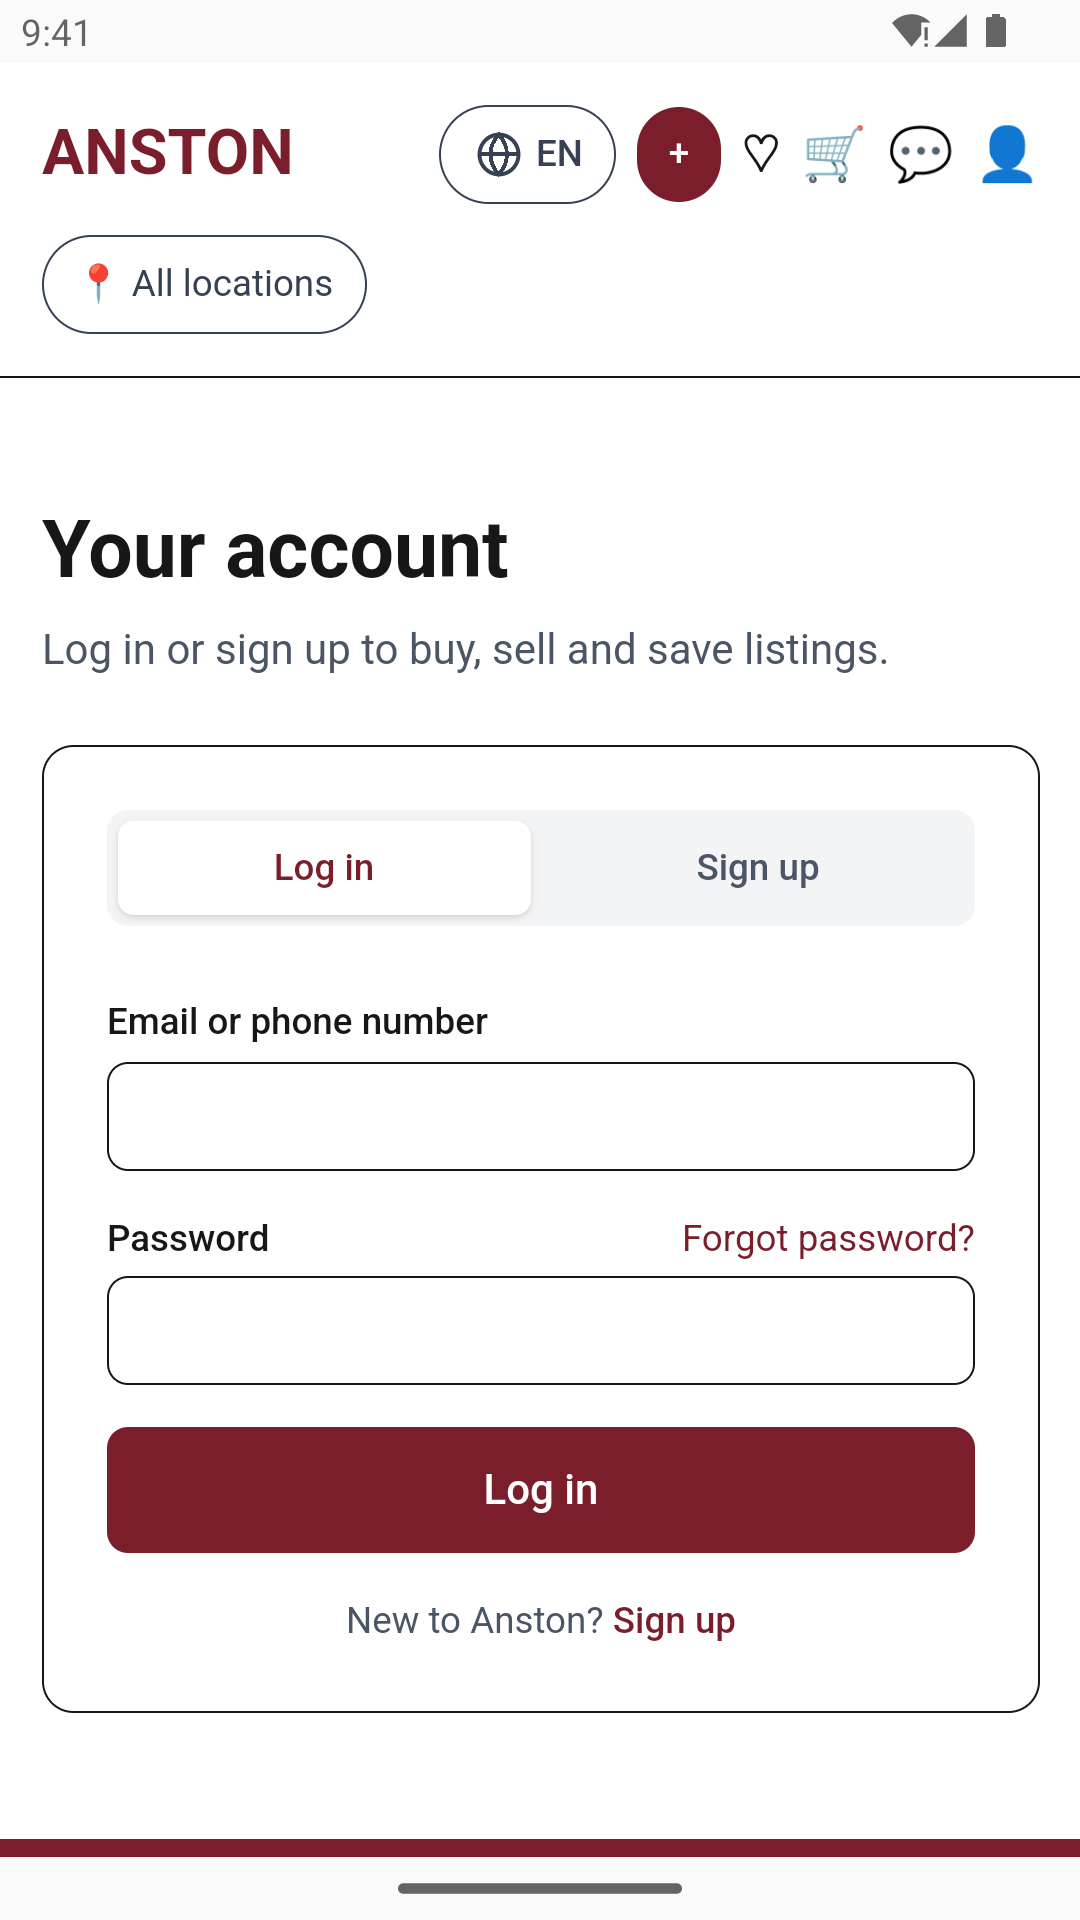 9:41
ANSTON
EN
+
All locations
Your account
Log in or sign up to buy, sell and save listings.
Log in
Sign up
Email or phone number
Password
Forgot password?
Log in
New to Anston? Sign up